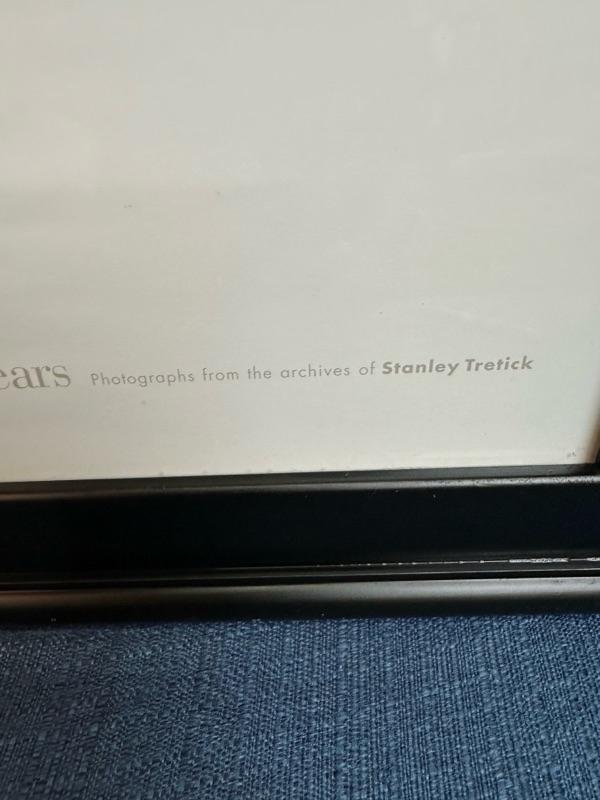 ears Photographs from the archives of Stanley Tretick